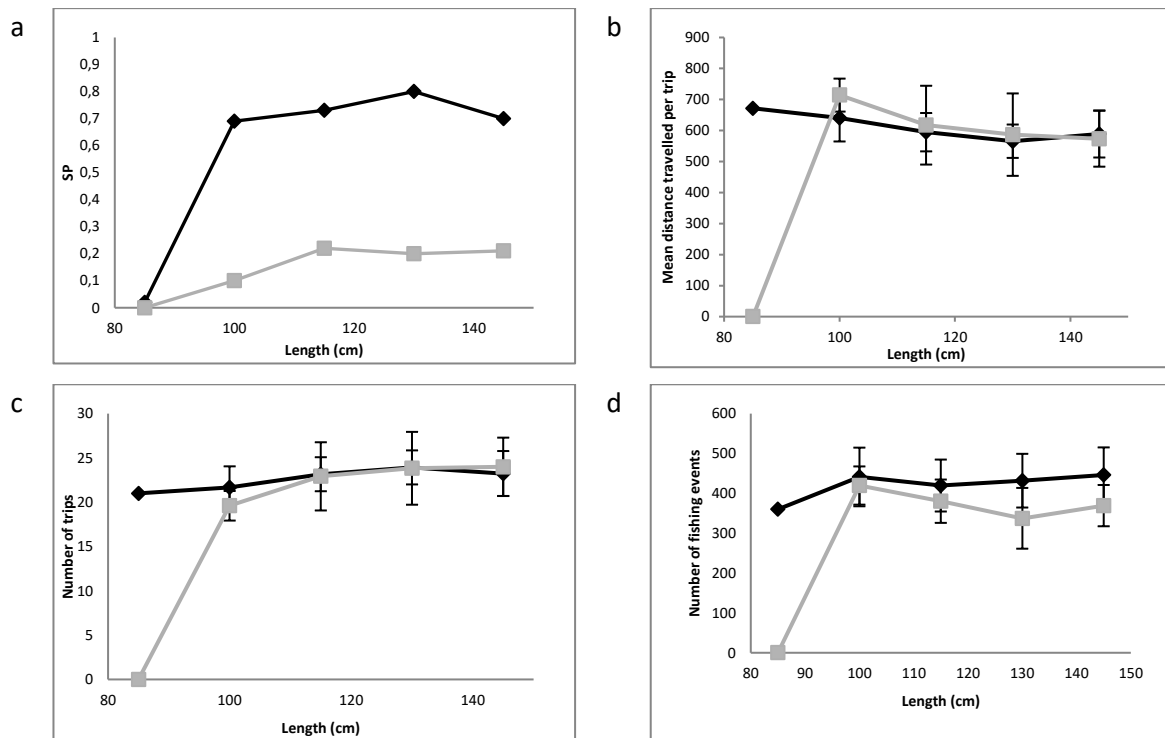 a
1
0,9
0,8
0,7
0,6
0,5
0,4
0,3
0,2
0,1
0
SP
80 100 120 140
Length (cm)
b
900
800
700
600
500
400
300
200
100
0
Mean distance travelled per trip
80 100 120 140
Length (cm)
c
30
25
20
15
10
5
0
Number of trips
80 100 120 140
Length (cm)
d
600
500
400
300
200
100
0
Number of fishing events
80 90 100 110 120 130 140 150
Length (cm)